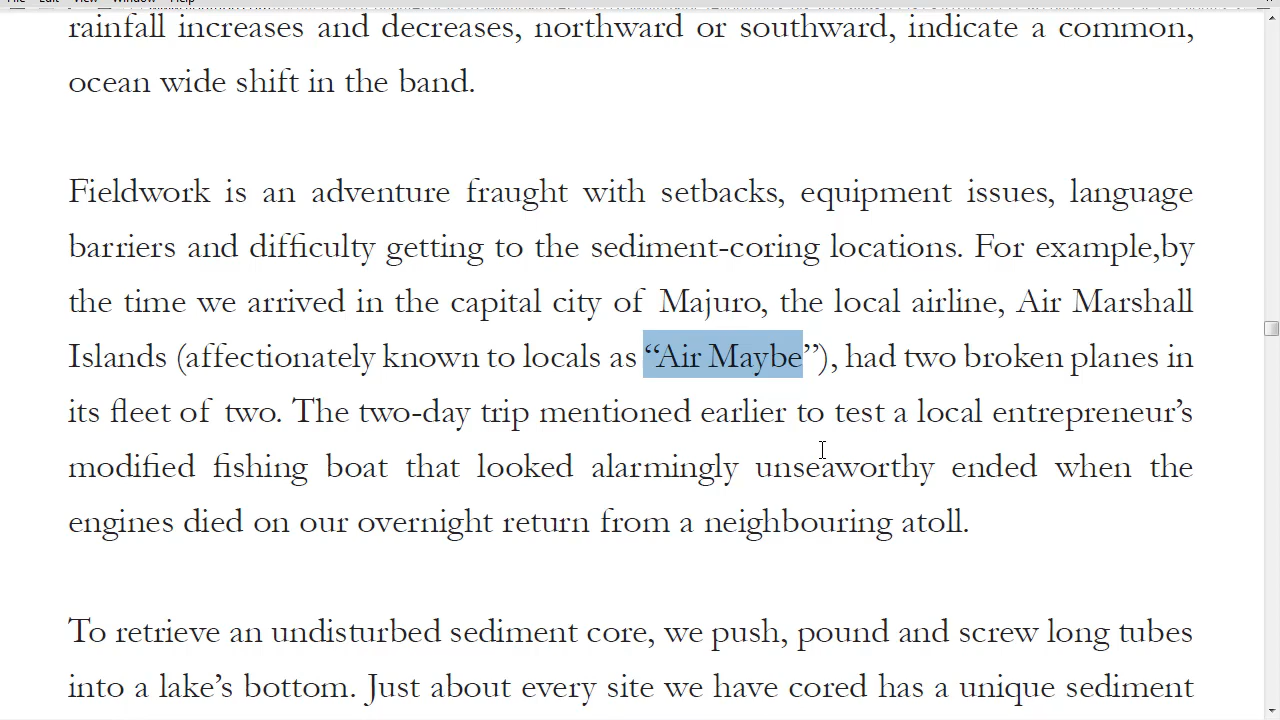 rainfall increases and decreases, northward or southward, indicate a common,
ocean wide shift in the band.
Fieldwork is an adventure fraught with setbacks, equipment issues, language
barriers and difficulty getting to the sediment-coring locations. For example,by
the time we arrived in the capital city of Majuro, the local airline, Air Marshall
Islands (affectionately known to locals as “Air Maybe”), had two broken planes in
its fleet of two. The two-day trip mentioned earlier to test a local entrepreneur’s
modified fishing boat that looked alarmingly unseaworthy ended when the
engines died on our overnight return from a neighbouring atoll.
To retrieve an undisturbed sediment core, we push, pound and screw long tubes
into a lake’s bottom. Just about every site we have cored has a unique sediment